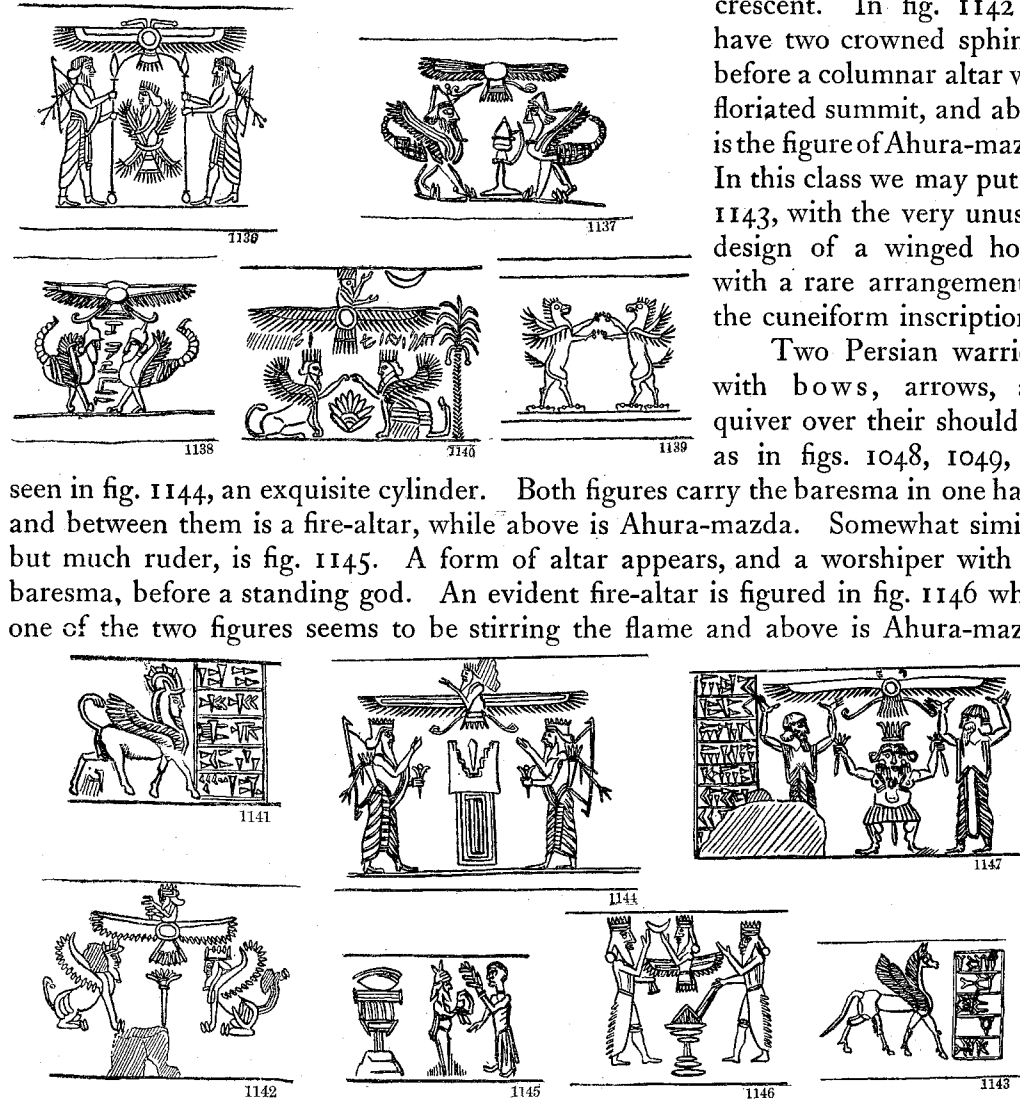 crescent. In fig. 1142
have two crowned sphin
before a columnar altar w
floriated summit, and ab
is the figure of Ahura-maz
In this class we may put
1143, with the very unus
design of a winged ho
with a rare arrangement
the cuneiform inscription
Two Persian warri
with bows, arrows, a
quiver over their should
as in figs. 1048, 1049,
seen in fig. 1144, an exquisite cylinder. Both figures carry the baresma in one ha
and between them is a fire-altar, while above is Ahura-mazda. Somewhat simi
but much ruder, is fig. 1145. A form of altar appears, and a worshiper with
baresma, before a standing god. An evident fire-altar is figured in fig. 1146 wh
one of the two figures seems to be stirring the flame and above is Ahura-maz
1136
1137
1138
1140
1139
1141
1144
1147
1142
1145
1146
1143